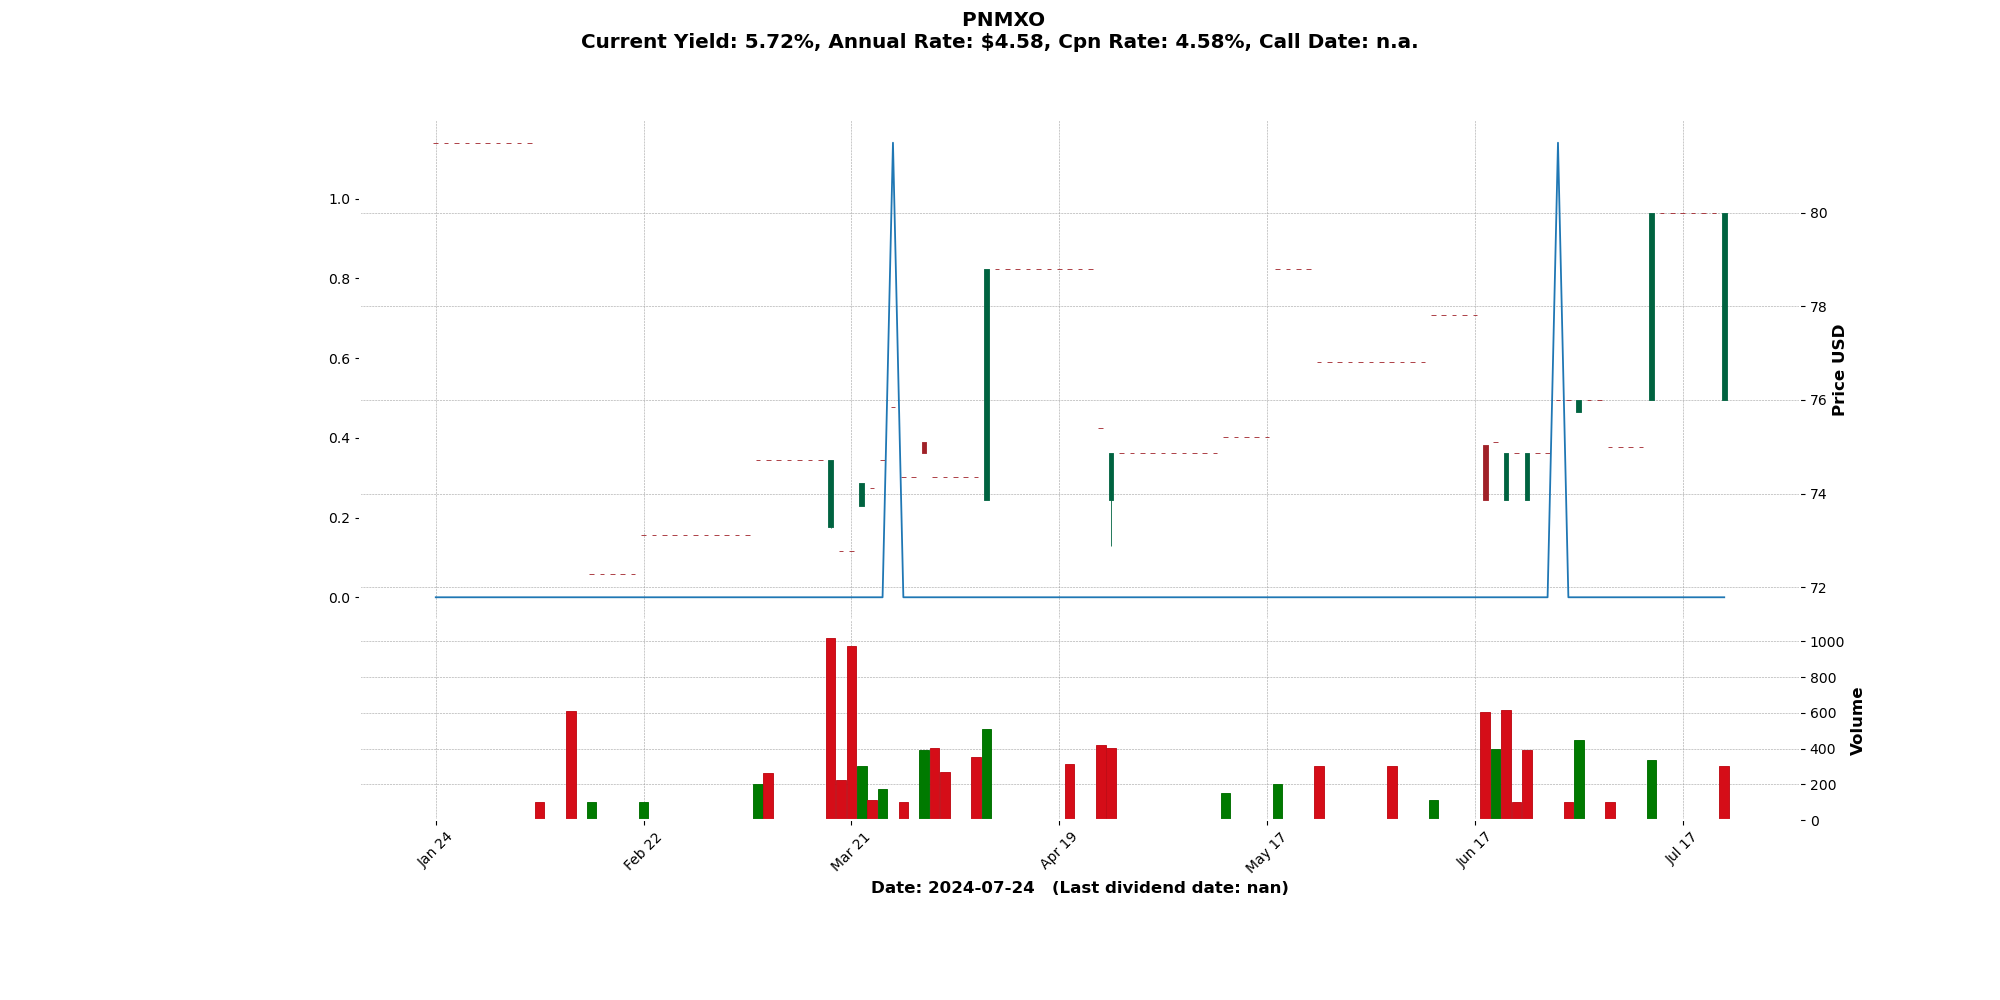 PNMXO
Current Yield: 5.72%, Annual Rate: $4.58, Cpn Rate: 4.58%, Call Date: n.a.
1.0
0.8
0.6
0.4
0.2
0.0
80
78
76
74
72
Price USD
1000
800
600
400
200
0
Volume
Jan 24
Feb 22
Mar 21
Apr 19
May 17
Jun 17
Jul 17
Date: 2024-07-24 (Last dividend date: nan)